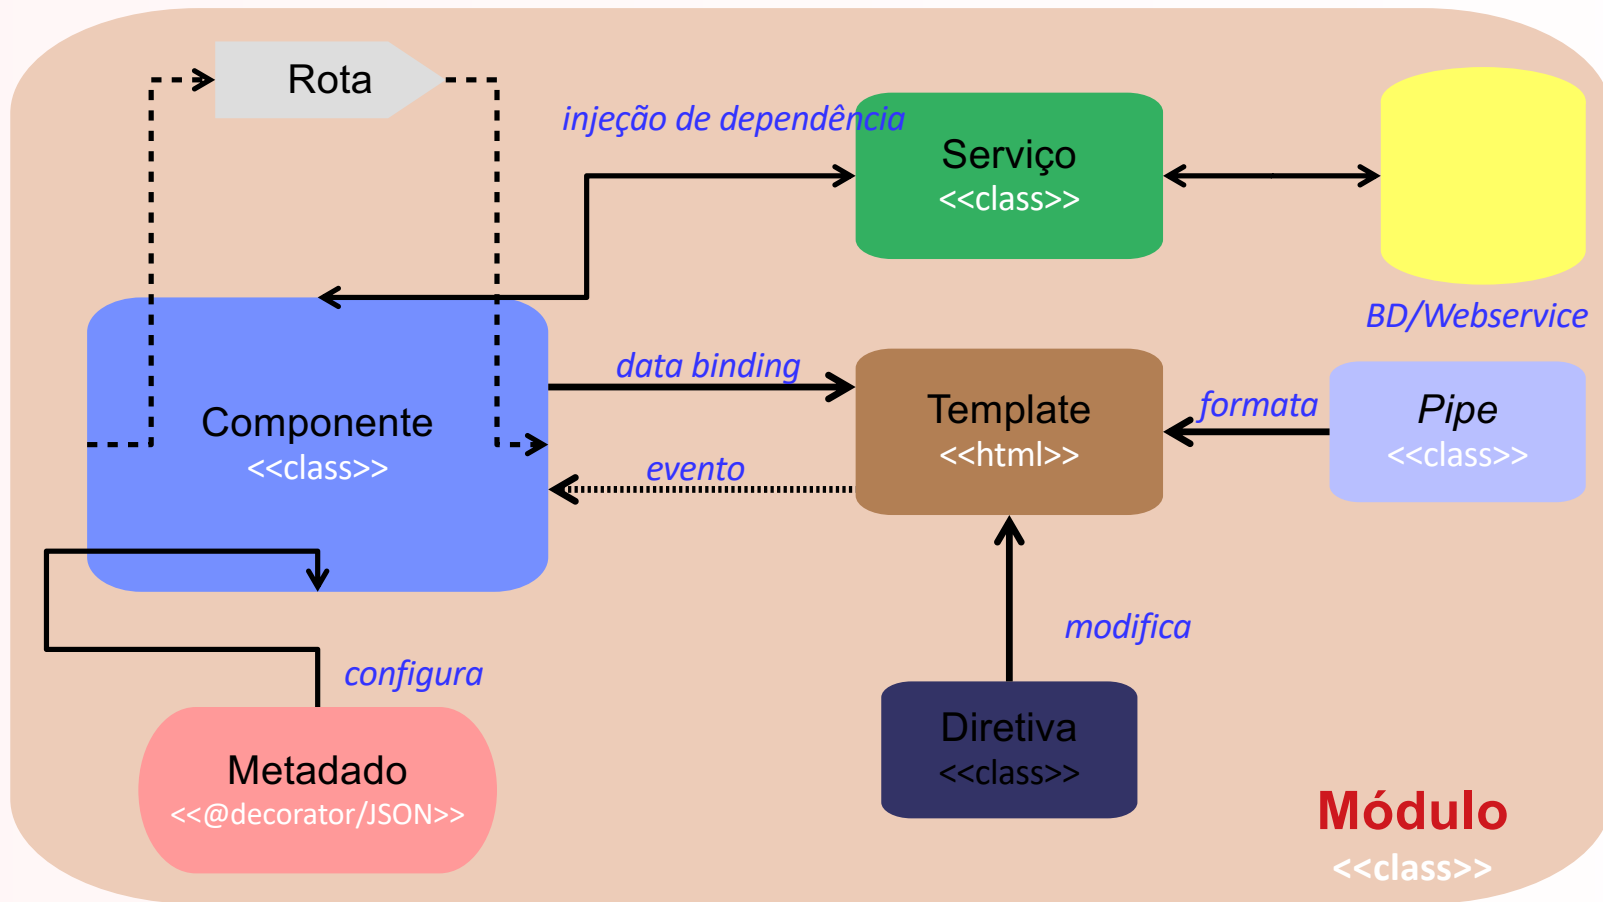 Rota
injeção de dependência
Serviço
<<class>>
BD/Webservice
data binding
Componente
<<class>>
Template
<<html>>
formata
Pipe
<<class>>
evento
modifica
configura
Metadado
<<@decorator/JSON>>
Diretiva
<<class>>
Módulo
<<class>>